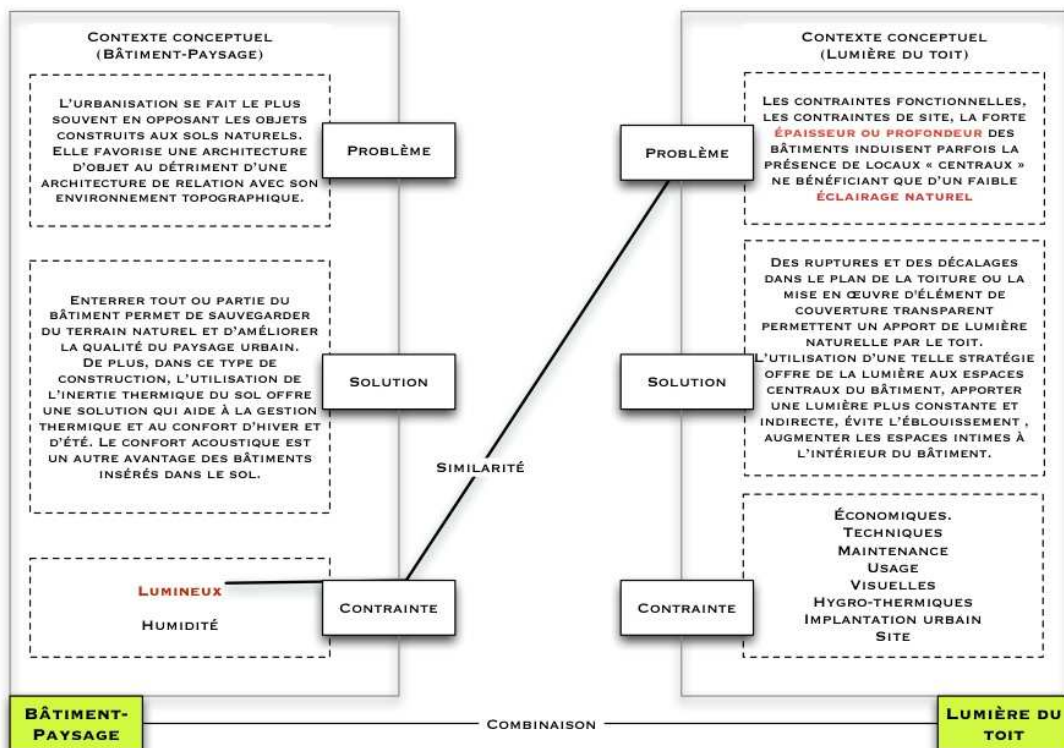 CONTEXTE CONCEPTUEL
(BÂTIMENT-PAYSAGE)
L'URBANISATION SE FAIT LE PLUS
SOUVENT EN OPPOSANT LES OBJETS
CONSTRUITS AUX SOLS NATURELS.
ELLE FAVORISE UNE ARCHITECTURE
D'OBJET AU DÉTRIMENT D'UNE
ARCHITECTURE DE RELATION AVEC SON
ENVIRONNEMENT TOPOGRAPHIQUE.
PROBLÈME
ENTERRER TOUT OU PARTIE DU
BÂTIMENT PERMET DE SAUVEGARDER
DU TERRAIN NATUREL ET D'AMÉLIORER
LA QUALITÉ DU PAYSAGE URBAIN.
DE PLUS, DANS CE TYPE DE
CONSTRUCTION, L'UTILISATION DE
L'INERTIE THERMIQUE DU SOL OFFRE
UNE SOLUTION QUI AIDE À LA GESTION
THERMIQUE ET AU CONFORT D'HIVER ET
D'ÉTÉ. LE CONFORT ACOUSTIQUE EST
UN AUTRE AVANTAGE DES BÂTIMENTS
INSÉRÉS DANS LE SOL.
SOLUTION
LUMINEUX
HUMIDITÉ
CONTRAINTE
BÂTIMENT-
PAYSAGE
SIMILARITÉ
COMBINAISON
CONTEXTE CONCEPTUEL
(LUMIÈRE DU TOIT)
PROBLÈME
LES CONTRAINTES FONCTIONNELLES,
LES CONTRAINTES DE SITE, LA FORTE
ÉPAISSEUR OU PROFONDEUR DES
BÂTIMENTS INDUISENT PARFOIS LA
PRÉSENCE DE LOCAUX « CENTRAUX »
NE BÉNÉFICIANT QUE D'UN FAIBLE
ÉCLAIRAGE NATUREL
SOLUTION
DES RUPTURES ET DES DÉCALAGES
DANS LE PLAN DE LA TOITURE OU LA
MISE EN ŒUVRE D'ÉLÉMENT DE
COUVERTURE TRANSPARENT
PERMETTENT UN APPORT DE LUMIÈRE
NATURELLE PAR LE TOIT.
L'UTILISATION D'UNE TELLE STRATÉGIE
OFFRE DE LA LUMIÈRE AUX ESPACES
CENTRAUX DU BÂTIMENT, APPORTER
UNE LUMIÈRE PLUS CONSTANTE ET
INDIRECTE, ÉVITE L'ÉBLOUISSEMENT ,
AUGMENTER LES ESPACES INTIMES À
L'INTÉRIEUR DU BÂTIMENT.
CONTRAINTE
ÉCONOMIQUES.
TECHNIQUES
MAINTENANCE
USAGE
VISUELLES
HYGRO-THERMIQUES
IMPLANTATION URBAIN
SITE
LUMIÈRE DU
TOIT